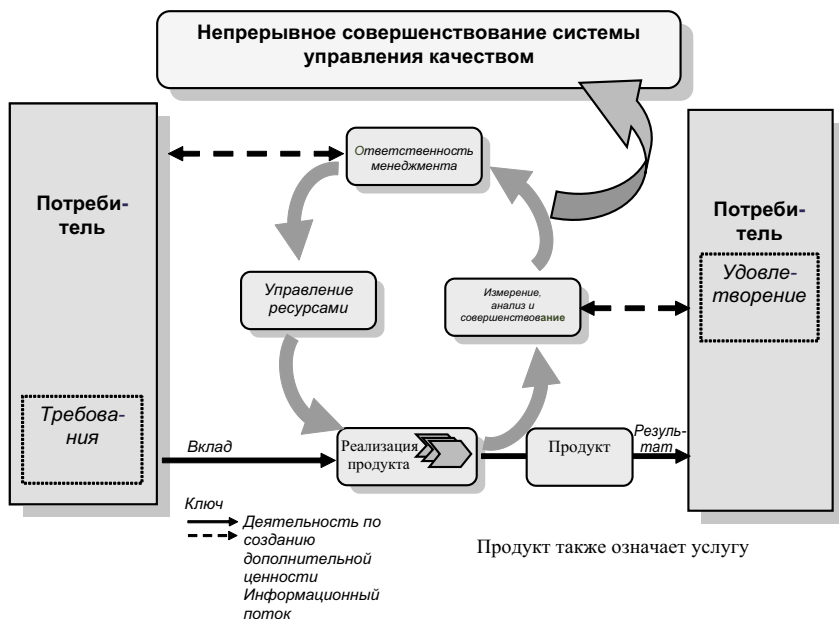 Непрерывное совершенствование системы
управления качеством
Ответственность
менеджмента
Потреби-
тель
Потреби-
тель
Удовле-
творение
Управление
ресурсами
Измерение,
анализ и
совершенствование
Требова-
ния
Вклад
Реализация
продукта
Продукт
Резуль-
тат
Ключ
Деятельность по
созданию
дополнительной
ценности
Информационный
поток
Продукт также означает услугу